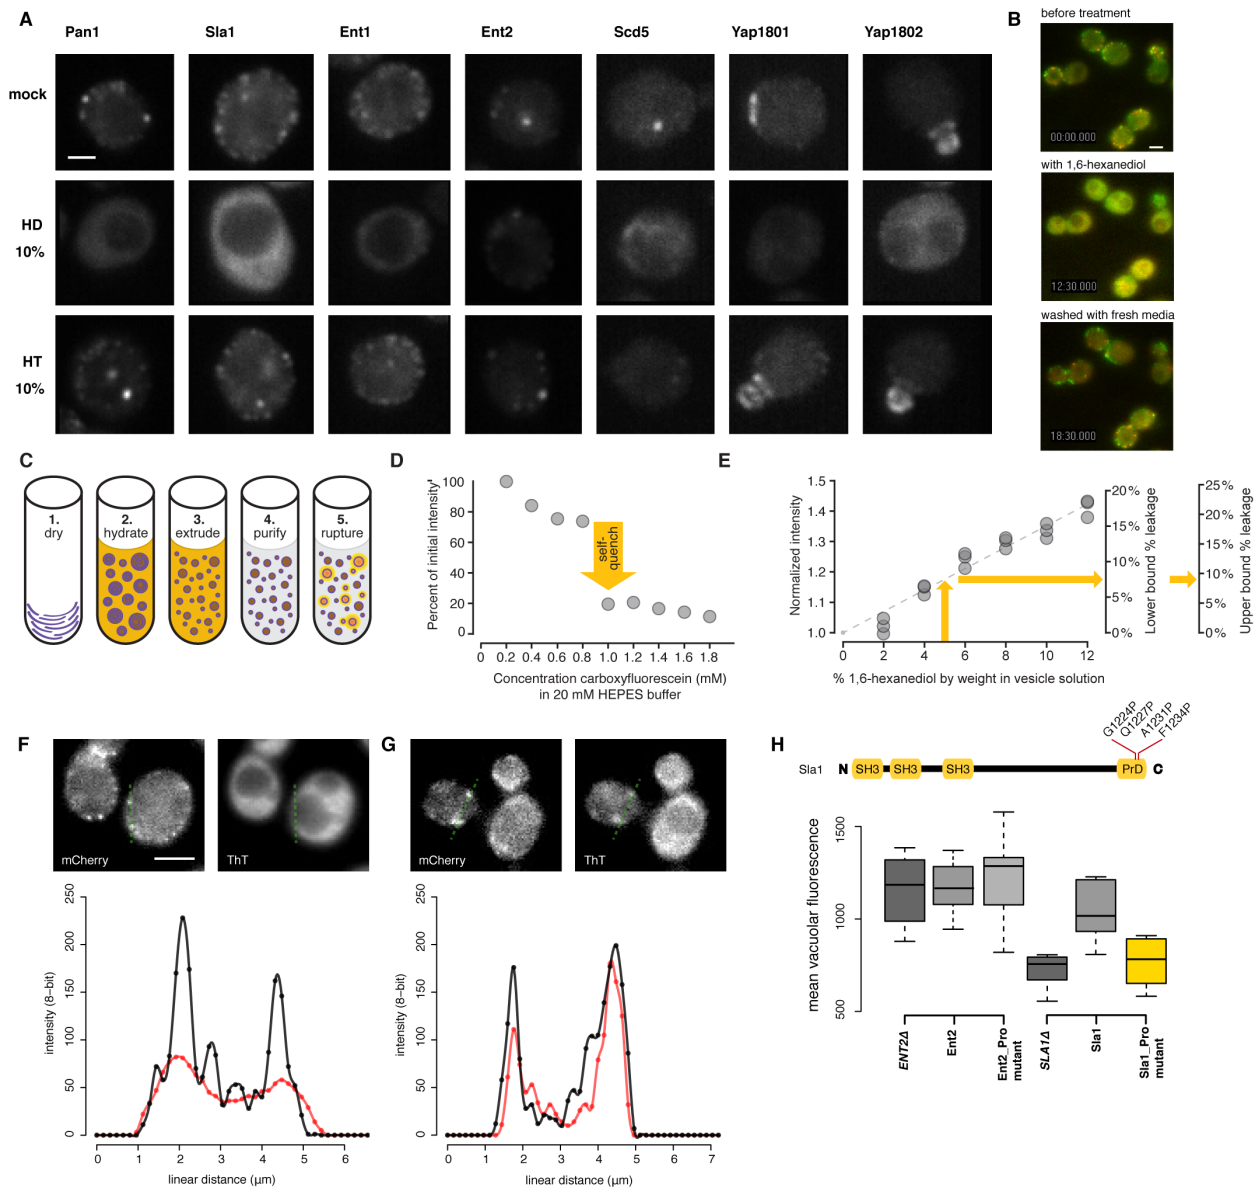 A
Pan1
Sla1
Ent1
Ent2
Scd5
Yap1801
Yap1802
mock
HD
10%
HT
10%
B
before treatment
00:00.000
with 1,6-hexanediol
12:30.000
washed with fresh media
18:30.000
C
1.
dry
2.
hydrate
3.
extrude
4.
purify
5.
rupture
D
Percent of initial intensity
100
80
60
40
20
0
self-
quench
0
0.2
0.4
0.6
0.8
1.0
1.2
1.4
1.6
1.8
Concentration carboxyfluorescein (mM)
in 20 mM HEPES buffer
E
Normalized intensity
1.5
1.4
1.3
1.2
1.1
1.0
0
2
4
6
8
10
12
% 1,6-hexanediol by weight in vesicle solution
20%
15%
10%
5%
0%
Lower bound % leakage
25%
20%
15%
10%
5%
0%
Upper bound % leakage
F
mCherry
ThT
intensity (8−bit)
250
200
150
100
50
0
0
1
2
3
4
5
6
linear distance (µm)
G
mCherry
ThT
intensity (8−bit)
250
200
150
100
50
0
0
1
2
3
4
5
6
7
linear distance (µm)
H
G1224P
Q1227P
A1231P
F1234P
Sla1
N
SH3
SH3
SH3
PrD
C
mean vacuolar fluorescence
1500
1000
500
ENT2Δ
Ent2
Ent2_Pro
mutant
SLA1Δ
Sla1
Sla1_Pro
mutant